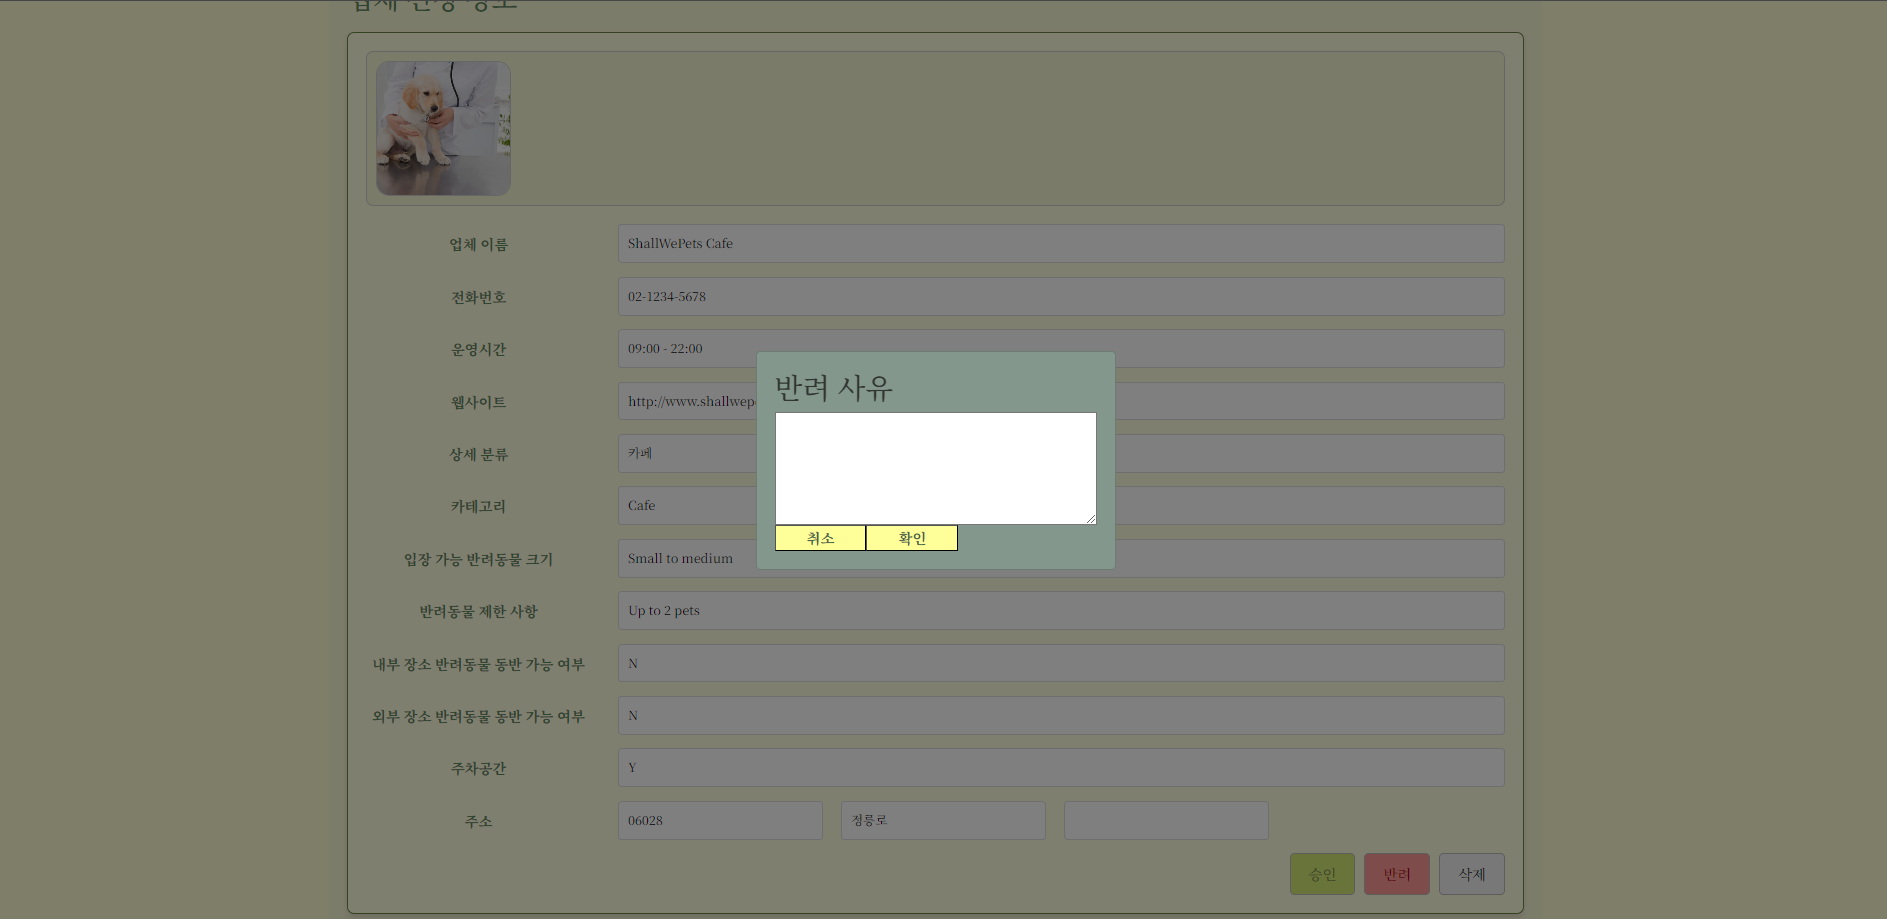 업체 이름
ShallWePets Cafe
전화번호
02-1234-5678
운영시간
09:00 - 22:00
반려 사유
웹사이트
http://www.shallwep
상세 분류
카페
카테고리
Cafe
취소 확인
입장 가능 반려동물 크기
Small to medium
반려동물 제한 사항
Up to 2 pets
내부 장소 반려동물 동반 가능 여부
N
외부 장소 반려동물 동반 가능 여부
N
주차공간
Y
주소
06028 정릉로
승인 반려 삭제